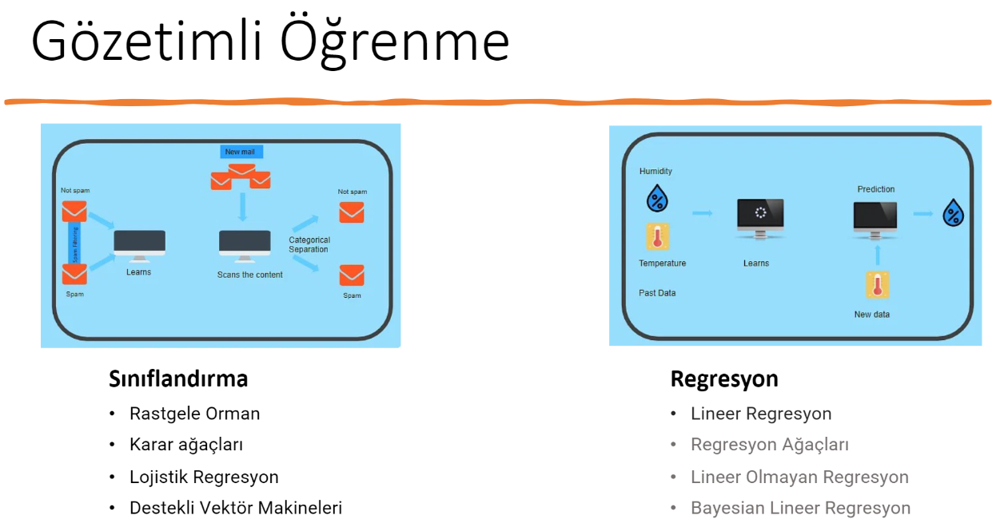 Gözetimli Öğrenme
New mail
Not spam
Spam Filtering
Spam
Learns
Scans the content
Categorical
Separation
Not spam
Spam
Humidity
Temperature
Past Data
Learns
Prediction
New data
Sınıflandırma
• Rastgele Orman
• Karar ağaçları
• Lojistik Regresyon
• Destekli Vektör Makineleri
Regresyon
• Lineer Regresyon
• Regresyon Ağaçları
• Lineer Olmayan Regresyon
• Bayesian Lineer Regresyon